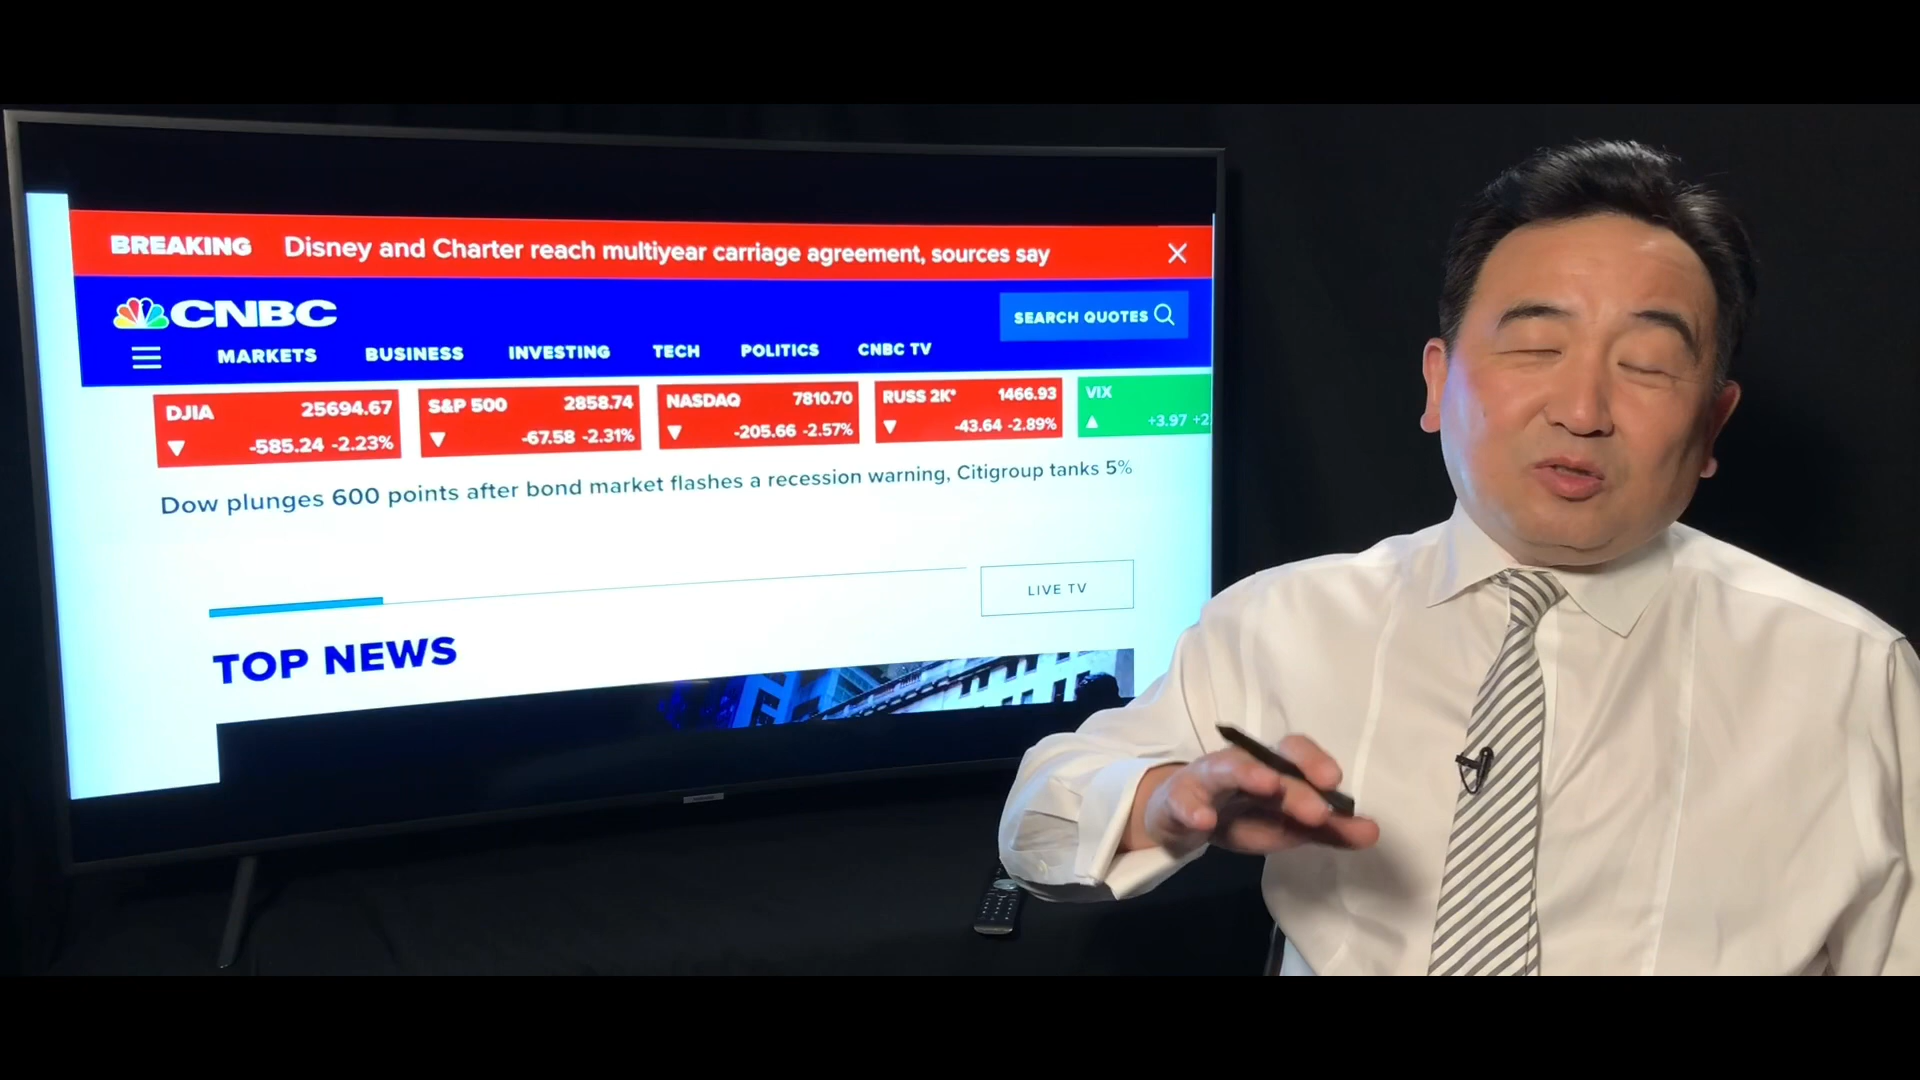 BREAKING Disney and Charter reach multiyear carriage agreement, sources say
CNBC
SEARCH QUOTES
MARKETS BUSINESS INVESTING TECH POLITICS CNBC TV
DJIA 25694.67
-585.24 -2.23%
S&P 500 2858.74
-67.58 -2.31%
NASDAQ 7810.70
-205.66 -2.57%
RUSS 2K* 1466.93
-43.64 -2.89%
VIX
+3.97 +2
Dow plunges 600 points after bond market flashes a recession warning, Citigroup tanks 5%
LIVE TV
TOP NEWS